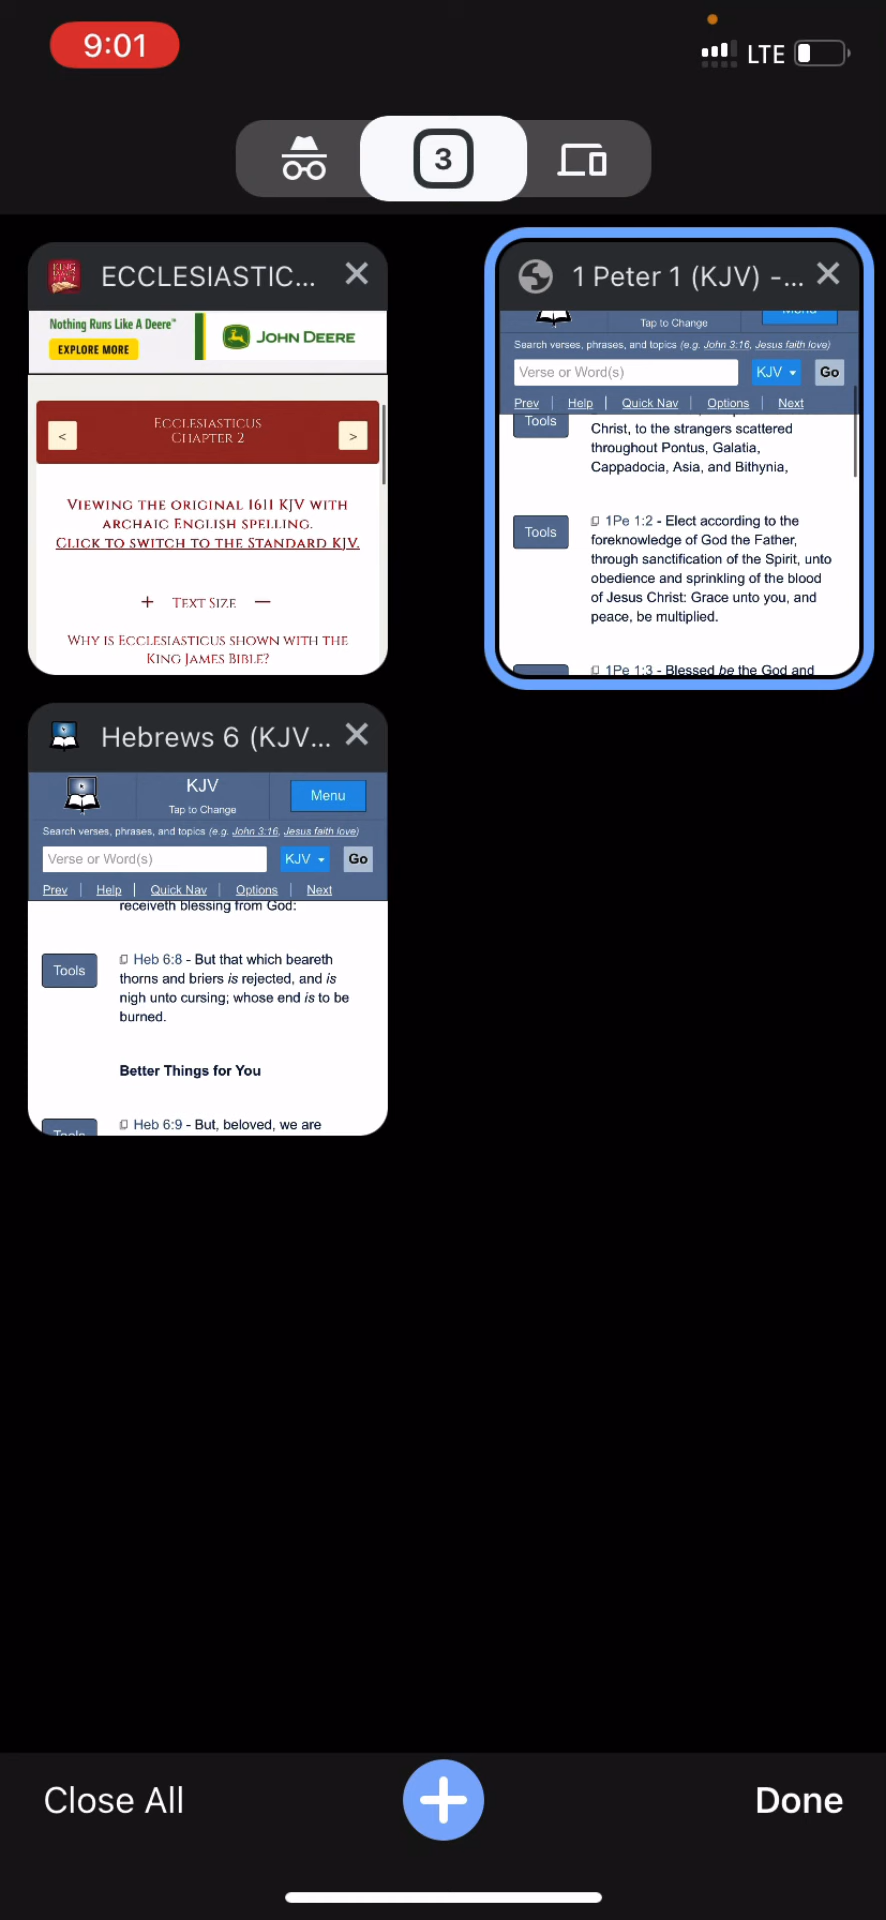 9:01
LTE
3
ECCLESIASTIC...
Nothing Runs Like A Deere™
EXPLORE MORE
JOHN DEERE
<
Ecclesiasticus
Chapter 2
>
Viewing the original 1611 KJV with
archaic English spelling.
Click to switch to the Standard KJV.
+ Text Size −
Why is Ecclesiasticus shown with the
King James Bible?
1 Peter 1 (KJV) -...
Menu
Tap to Change
Search verses, phrases, and topics (e.g. John 3:16, Jesus faith love)
Verse or Word(s)
KJV
Go
Prev | Help | Quick Nav | Options | Next
Tools
Christ, to the strangers scattered
throughout Pontus, Galatia,
Cappadocia, Asia, and Bithynia,
Tools
1Pe 1:2 - Elect according to the
foreknowledge of God the Father,
through sanctification of the Spirit, unto
obedience and sprinkling of the blood
of Jesus Christ: Grace unto you, and
peace, be multiplied.
1Pe 1:3 - Blessed be the God and
Hebrews 6 (KJV...
KJV
Tap to Change
Menu
Search verses, phrases, and topics (e.g. John 3:16, Jesus faith love)
Verse or Word(s)
KJV
Go
Prev | Help | Quick Nav | Options | Next
receiveth blessing from God:
Tools
Heb 6:8 - But that which beareth
thorns and briers is rejected, and is
nigh unto cursing; whose end is to be
burned.
Better Things for You
Tools
Heb 6:9 - But, beloved, we are
Close All
Done